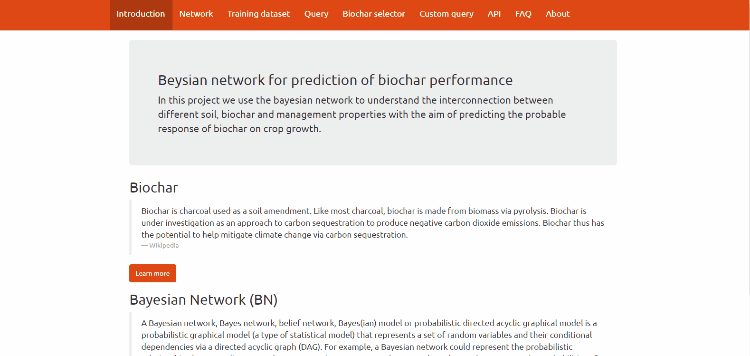 Introduction Network Training dataset Query Biochar selector Custom query API FAQ About
Beysian network for prediction of biochar performance
In this project we use the bayesian network to understand the interconnection between
different soil, biochar and management properties with the aim of predicting the probable
response of biochar on crop growth.
Biochar
Biochar is charcoal used as a soil amendment. Like most charcoal, biochar is made from biomass via pyrolysis. Biochar is
under investigation as an approach to carbon sequestration to produce negative carbon dioxide emissions. Biochar thus has
the potential to help mitigate climate change via carbon sequestration.
— Wikipedia
Learn more
Bayesian Network (BN)
A Bayesian network, Bayes network, belief network, Bayes(ian) model or probabilistic directed acyclic graphical model is a
probabilistic graphical model (a type of statistical model) that represents a set of random variables and their conditional
dependencies via a directed acyclic graph (DAG). For example, a Bayesian network could represent the probabilistic